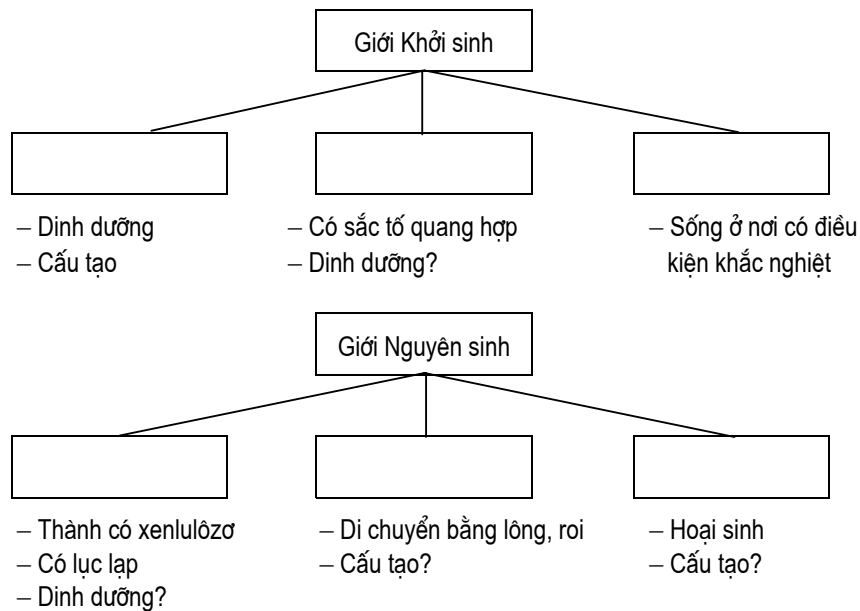 Giới Khởi sinh
– Dinh dưỡng
– Cấu tạo
– Có sắc tố quang hợp
– Dinh dưỡng?
– Sống ở nơi có điều
kiện khắc nghiệt
Giới Nguyên sinh
– Thành có xenlulôzơ
– Có lục lạp
– Dinh dưỡng?
– Di chuyển bằng lông, roi
– Cấu tạo?
– Hoại sinh
– Cấu tạo?